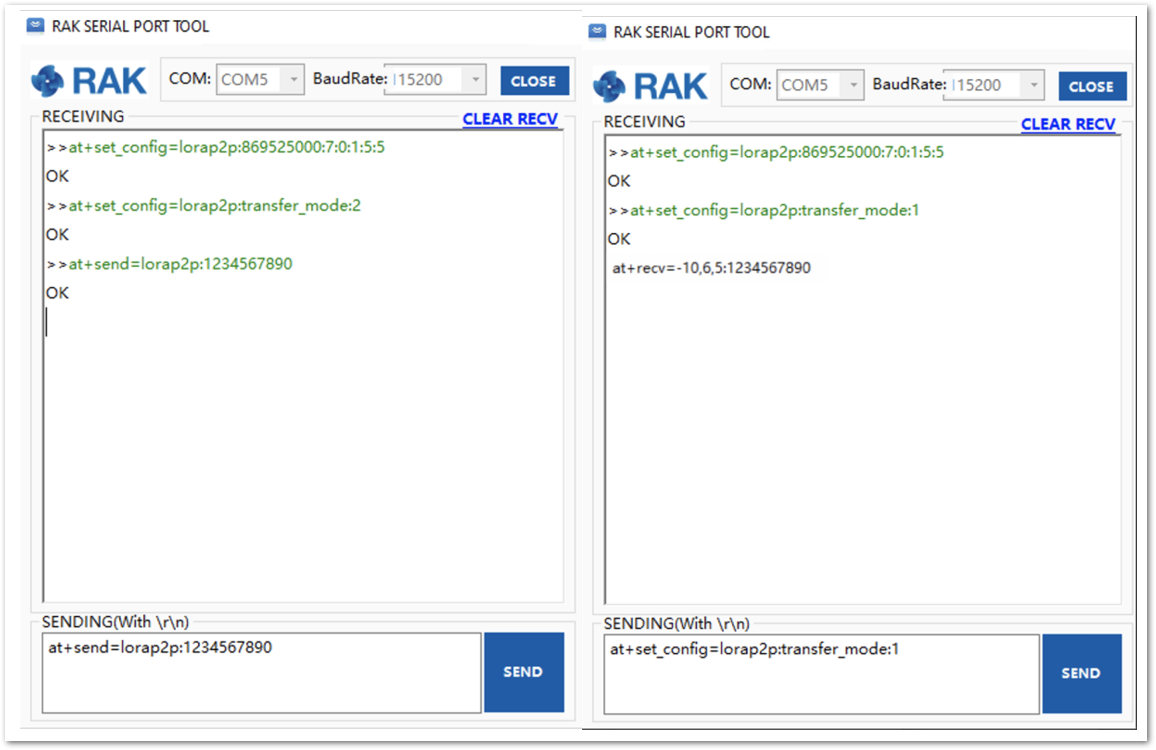 RAK SERIAL PORT TOOL
RAK COM: COM5 BaudRate: 115200 CLOSE
RECEIVING CLEAR RECV
>>at+set_config=lorap2p:869525000:7:0:1:5:5
OK
>>at+set_config=lorap2p:transfer_mode:2
OK
>>at+send=lorap2p:1234567890
OK
SENDING(With \r\n)
at+send=lorap2p:1234567890
SEND
RAK SERIAL PORT TOOL
RAK COM: COM5 BaudRate: 115200 CLOSE
RECEIVING CLEAR RECV
>>at+set_config=lorap2p:869525000:7:0:1:5:5
OK
>>at+set_config=lorap2p:transfer_mode:1
OK
at+recv=-10,6,5:1234567890
SENDING(With \r\n)
at+set_config=lorap2p:transfer_mode:1
SEND